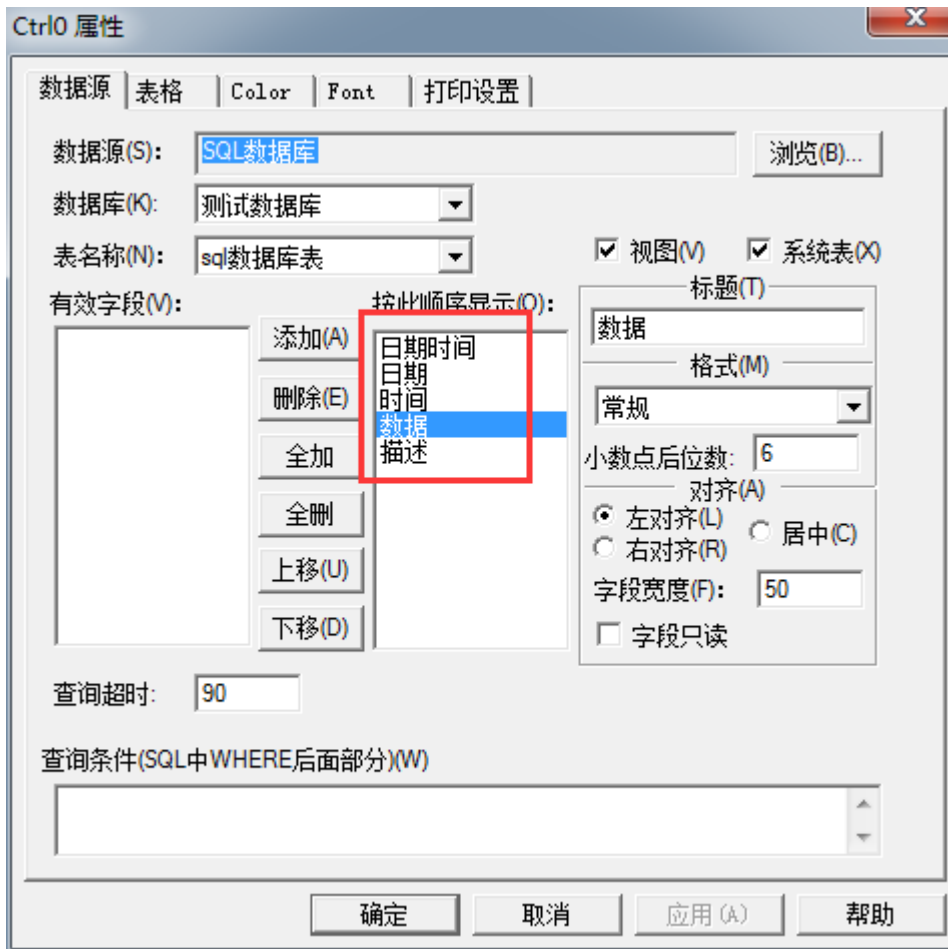 Ctrl0 属性
数据源 表格 Color Font 打印设置
数据源(S): SQL数据库 浏览(B)...
数据库(K): 测试数据库
表名称(N): sql数据库表 视图(V) 系统表(X)
有效字段(V): 按此顺序显示(O): 标题(T)
添加(A) 日期时间 数据
日期 格式(M)
删除(E) 时间 常规
数据
全加 描述 小数点后位数: 6
对齐(A)
全删 左对齐(L) 居中(C)
右对齐(R)
上移(U) 字段宽度(F): 50
下移(D) 字段只读
查询超时: 90
查询条件(SQL中WHERE后面部分)(W)
确定 取消 应用(A) 帮助